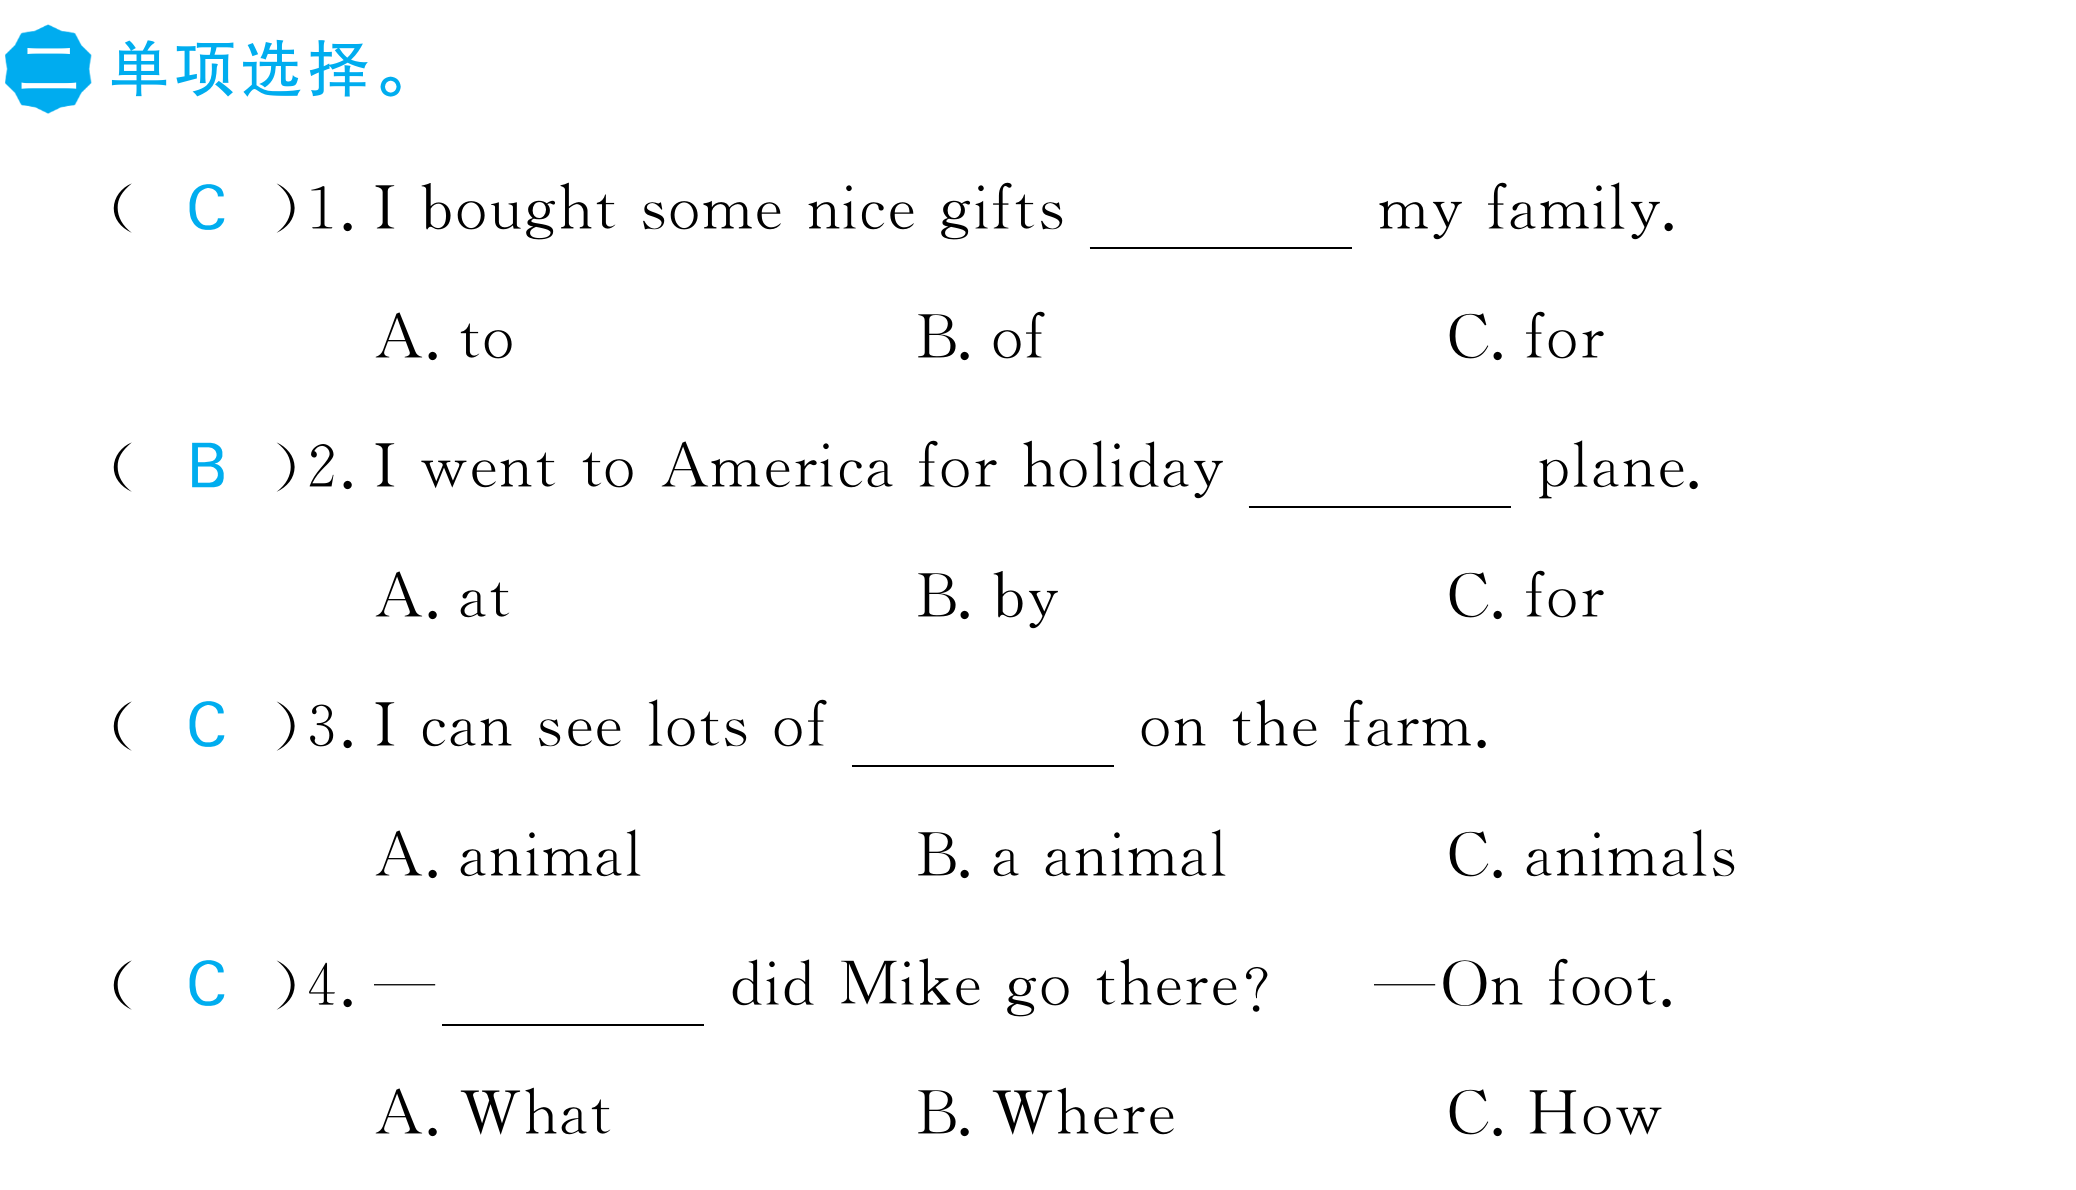 二 单项选择。
( C )1. I bought some nice gifts ________ my family.
A. to B. of C. for
( B )2. I went to America for holiday ________ plane.
A. at B. by C. for
( C )3. I can see lots of ________ on the farm.
A. animal B. a animal C. animals
( C )4. —________ did Mike go there? —On foot.
A. What B. Where C. How